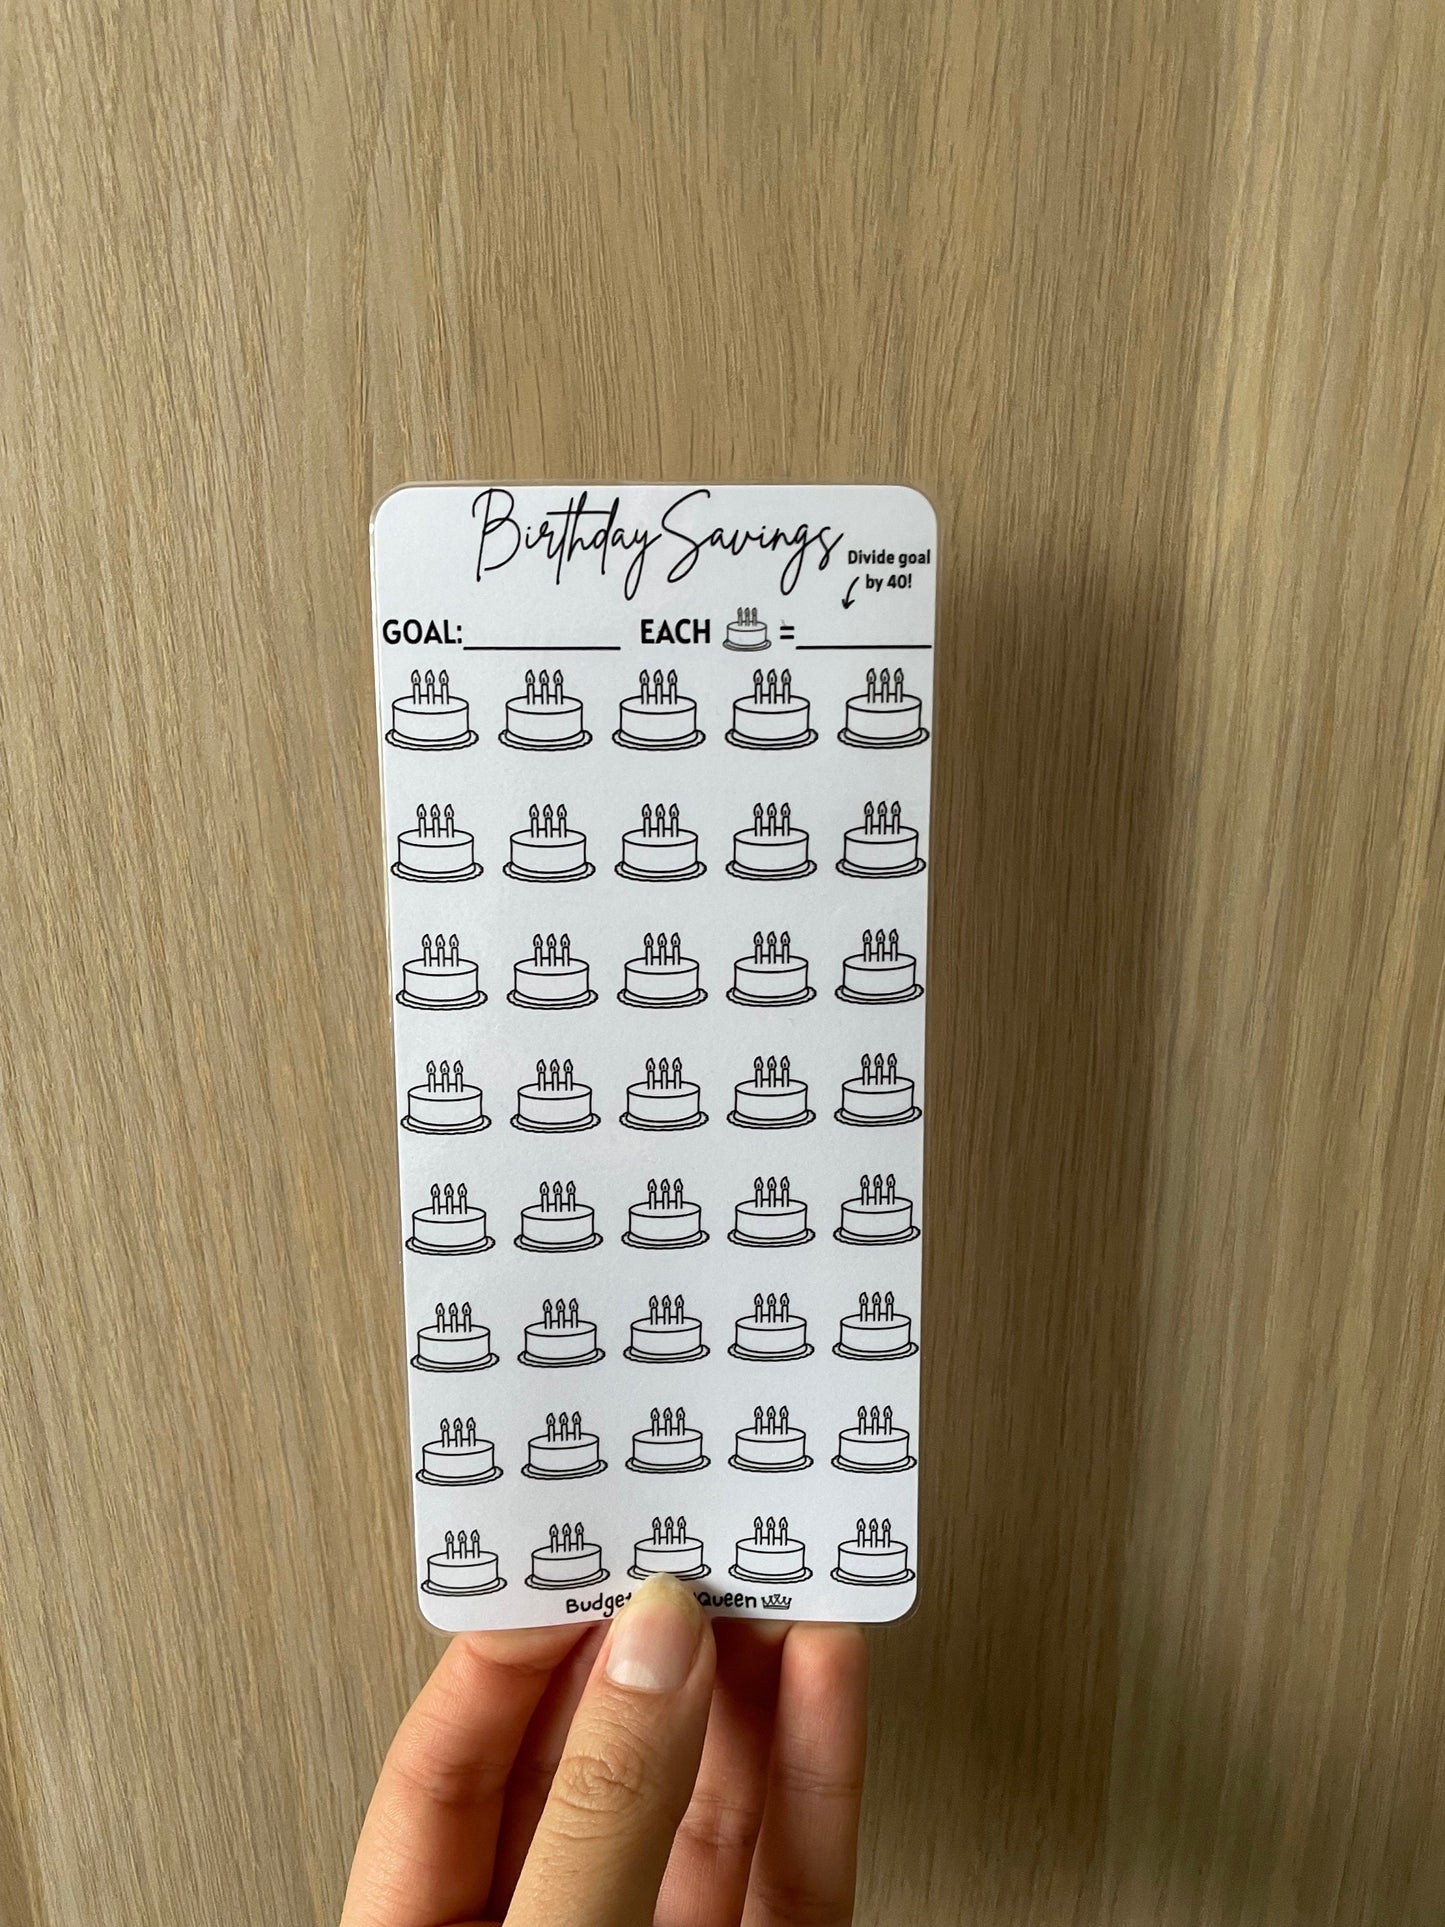 Birthday Savings
Divide goal
by 40!
GOAL:__________ EACH =__________
Budget Queen